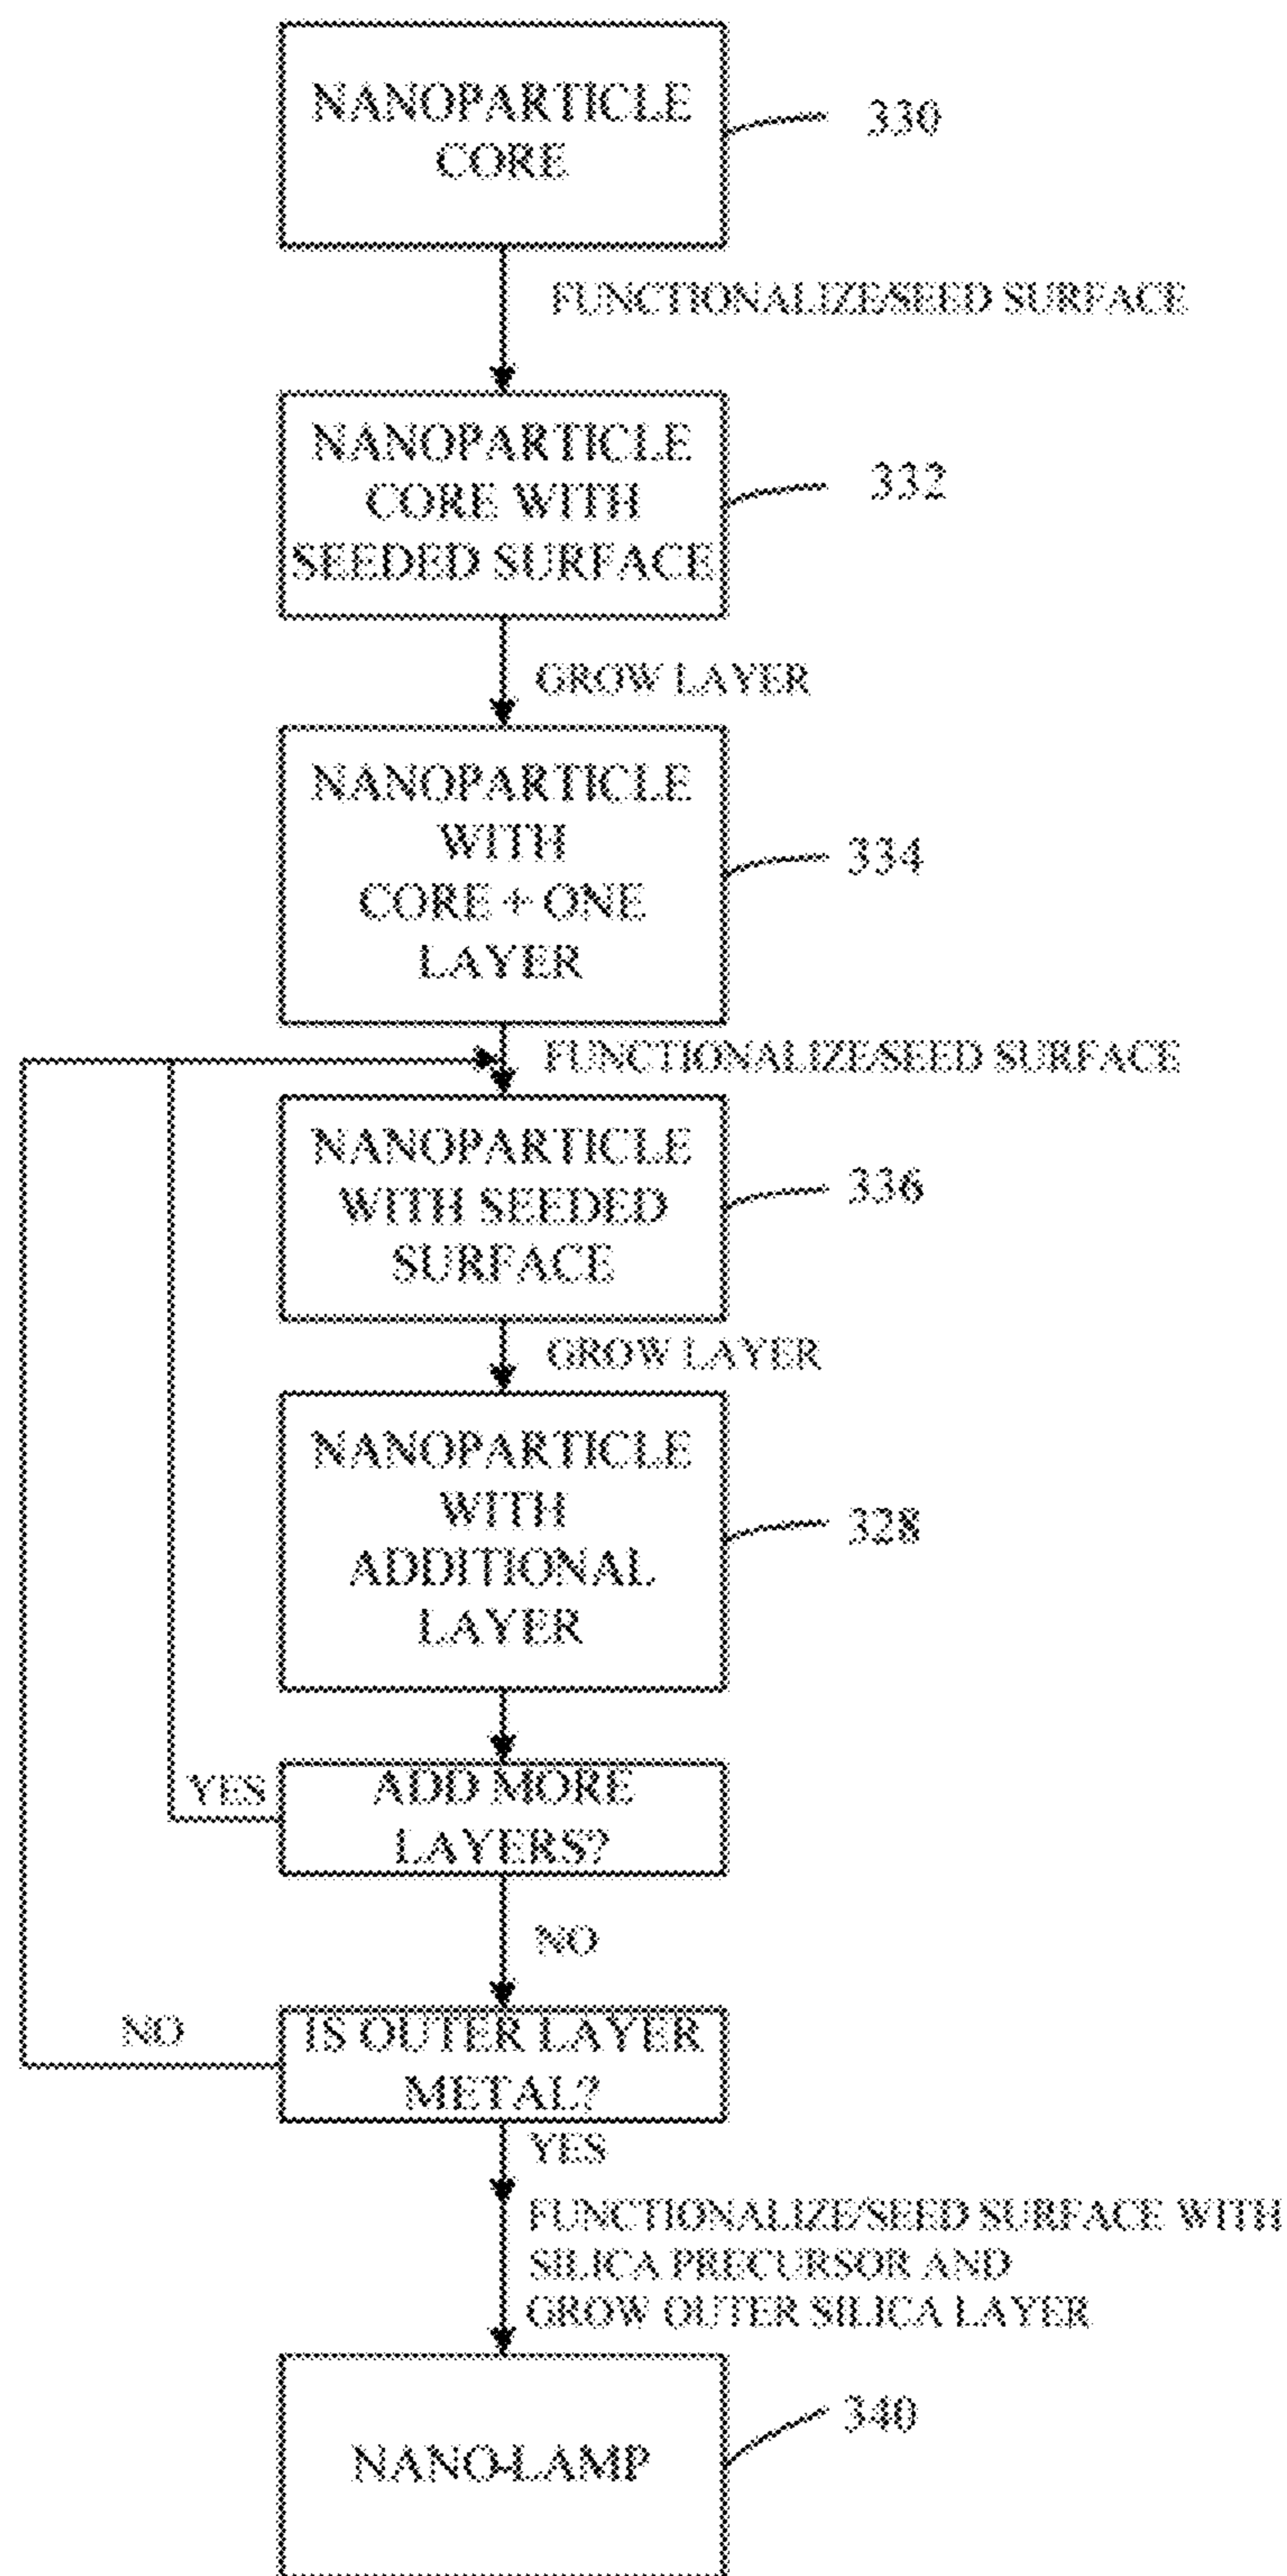 NANOPARTICLE
CORE
330
FUNCTIONALIZE/SEED SURFACE
NANOPARTICLE
CORE WITH
SEEDED SURFACE
332
GROW LAYER
NANOPARTICLE
WITH
CORE + ONE
LAYER
334
FUNCTIONALIZE/SEED SURFACE
NANOPARTICLE
WITH SEEDED
SURFACE
336
GROW LAYER
NANOPARTICLE
WITH
ADDITIONAL
LAYER
328
YES
ADD MORE
LAYERS?
NO
NO
IS OUTER LAYER
METAL?
YES
FUNCTIONALIZE/SEED SURFACE WITH
SILICA PRECURSOR AND
GROW OUTER SILICA LAYER
NANO-LAMP
340